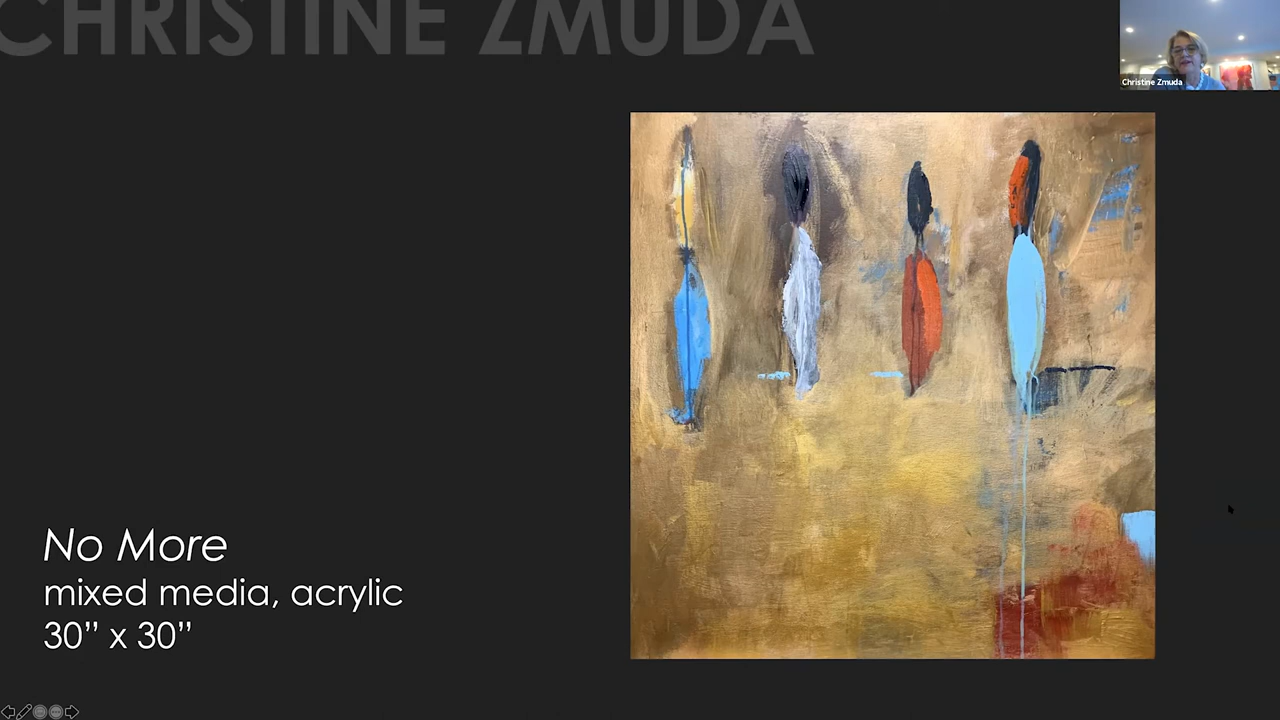 CHRISTINE ZMUDA
Christine Zmuda
No More
mixed media, acrylic
30” x 30”